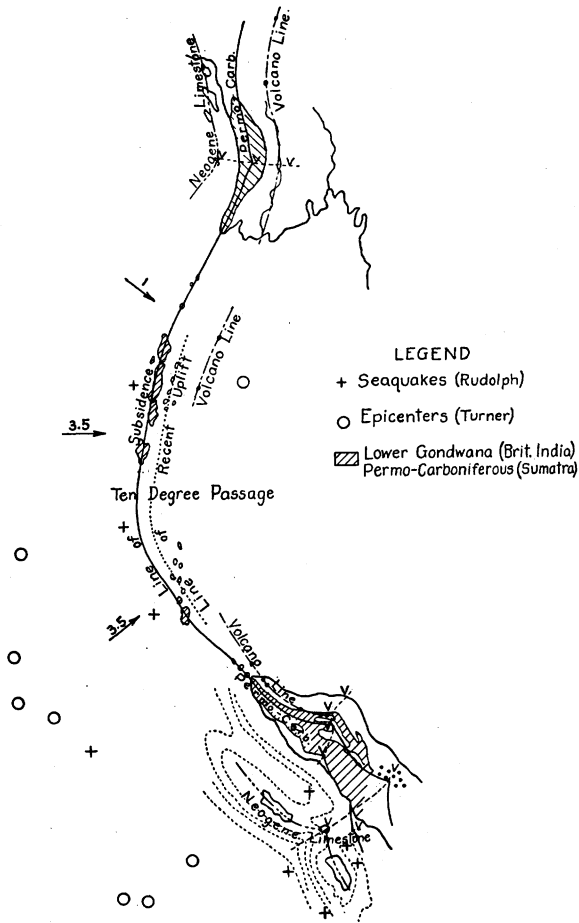 Neogene Limestone
Permo Carb.
Volcano Line.
V
V
V
1
Line of Subsidence
Line of Recent Uplift
Volcano Line
3.5
Ten Degree Passage
3.5
Volcano Line
Permo-Carb
V
V
V
V
V
Neogene Limestone
LEGEND
+ Seaquakes (Rudolph)
Epicenters (Turner)
Lower Gondwana (Brit. India)
Permo-Carboniferous (Sumatra)